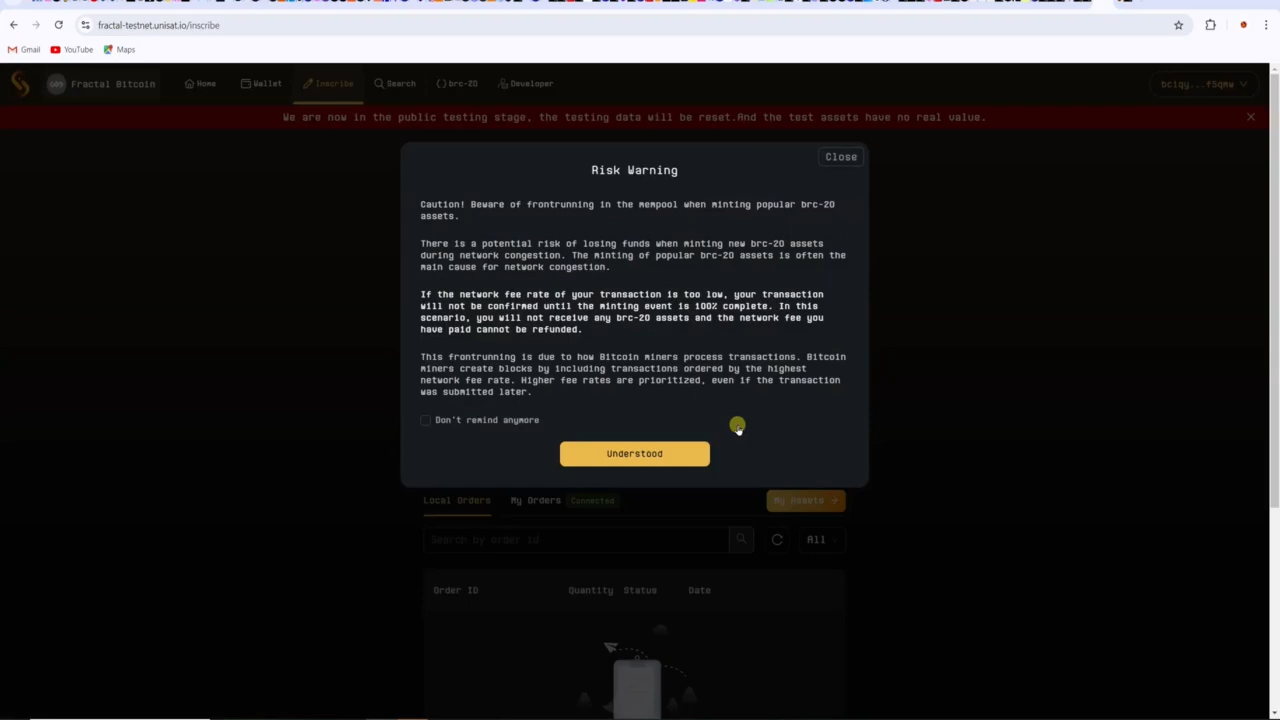 fractal-testnet.unisat.io/inscribe
Gmail YouTube Maps
Fractal Bitcoin Home Wallet Inscribe Search brc-20 Developer bc1qy...f5qmw
We are now in the public testing stage, the testing data will be reset.And the test assets have no real value.
Close
Risk Warning
Caution! Beware of frontrunning in the mempool when minting popular brc-20
assets.
There is a potential risk of losing funds when minting new brc-20 assets
during network congestion. The minting of popular brc-20 assets is often the
main cause for network congestion.
If the network fee rate of your transaction is too low, your transaction
will not be confirmed until the minting event is 100% complete. In this
scenario, you will not receive any brc-20 assets and the network fee you
have paid cannot be refunded.
This frontrunning is due to how Bitcoin miners process transactions. Bitcoin
miners create blocks by including transactions ordered by the highest
network fee rate. Higher fee rates are prioritized, even if the transaction
was submitted later.
Don't remind anymore
Understood
Local Orders My Orders Connected My Assets →
Search by order id All
Order ID Quantity Status Date